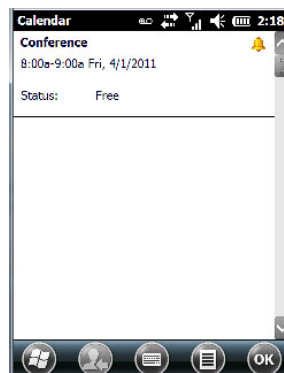 Calendar 2:18
Conference
8:00a-9:00a Fri, 4/1/2011
Status: Free
OK